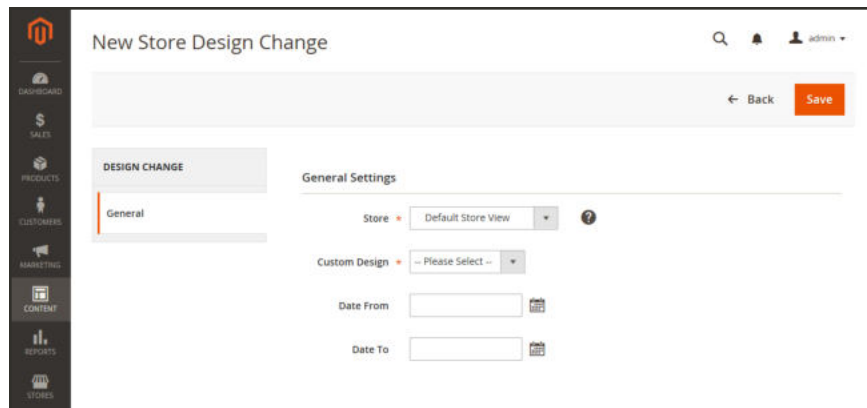 New Store Design Change
admin
DASHBOARD
← Back
Save
SALES
PRODUCTS
DESIGN CHANGE
General Settings
General
Store * Default Store View ?
CUSTOMERS
Custom Design * -- Please Select --
MARKETING
CONTENT
Date From
REPORTS
Date To
STORES